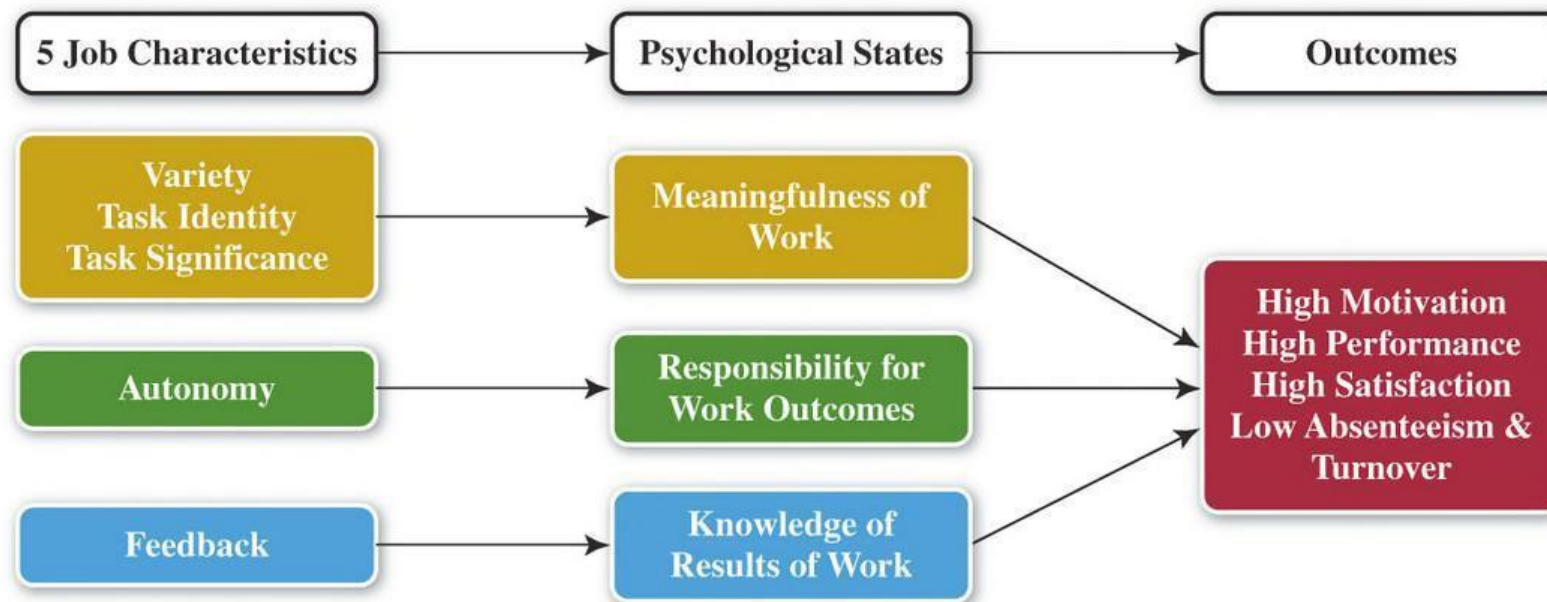 5 Job Characteristics
Psychological States
Outcomes
Variety
Task Identity
Task Significance
Meaningfulness of
Work
Autonomy
Responsibility for
Work Outcomes
Feedback
Knowledge of
Results of Work
High Motivation
High Performance
High Satisfaction
Low Absenteeism &
Turnover